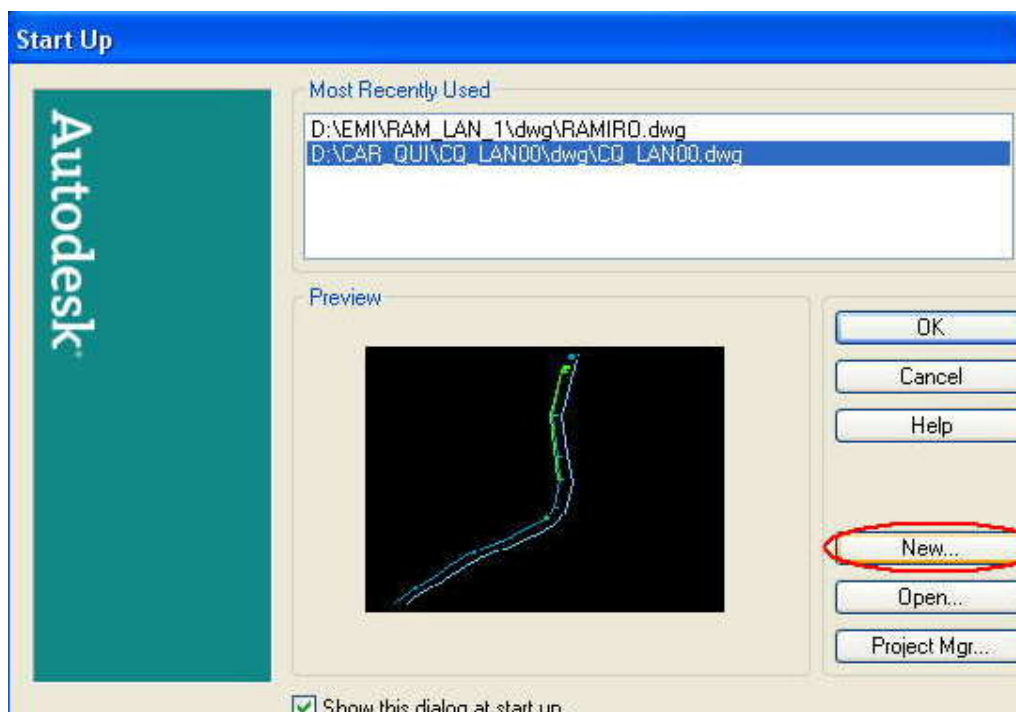 Start Up
Autodesk
Most Recently Used
D:\EMI\RAM_LAN_1\dwg\RAMIRO.dwg
D:\CAR_QUI\CQ_LAN00\dwg\CQ_LAN00.dwg
Preview
OK
Cancel
Help
New...
Open...
Project Mgr...
Show this dialog at start up